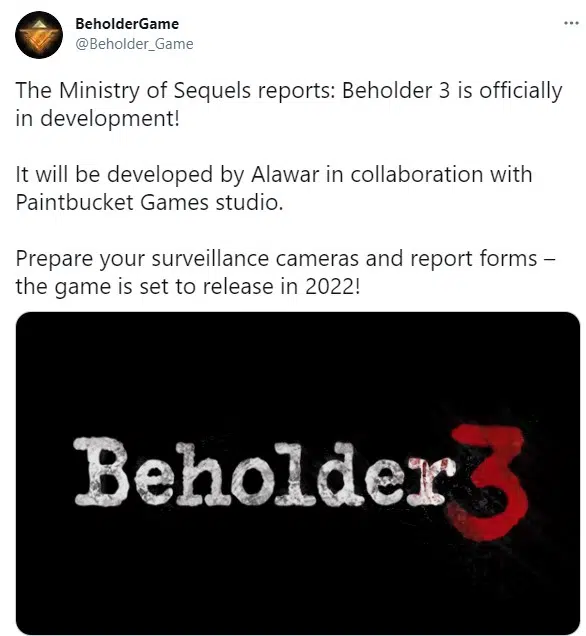 BeholderGame
@Beholder_Game
The Ministry of Sequels reports: Beholder 3 is officially
in development!
It will be developed by Alawar in collaboration with
Paintbucket Games studio.
Prepare your surveillance cameras and report forms –
the game is set to release in 2022!
Beholder 3